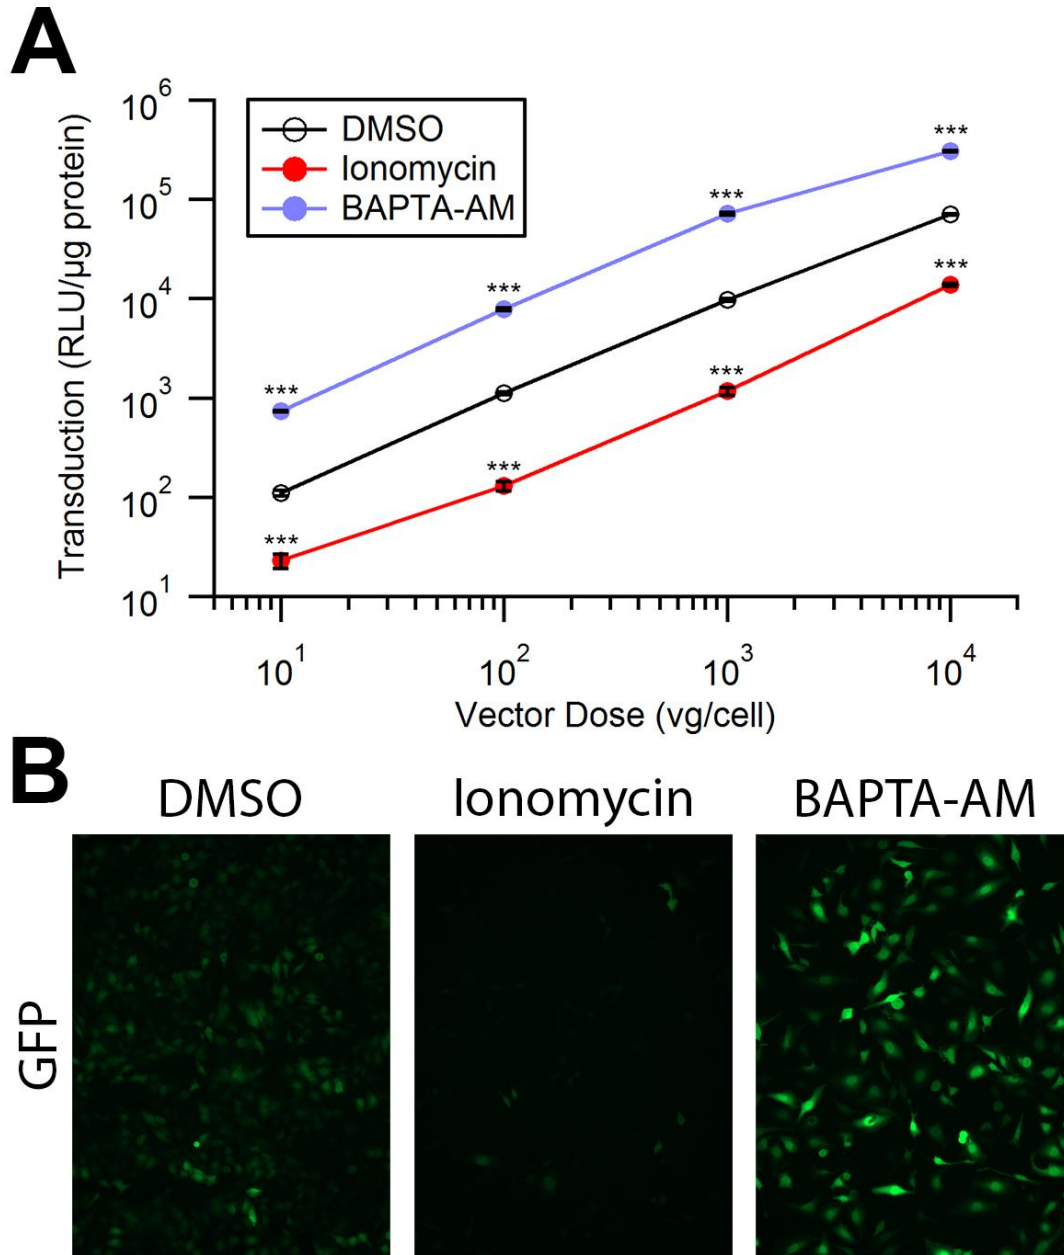 A
Transduction (RLU/µg protein)
10^6
10^5
10^4
10^3
10^2
10^1
DMSO
Ionomycin
BAPTA-AM
***
***
***
***
***
***
***
***
10^1 10^2 10^3 10^4
Vector Dose (vg/cell)
B
DMSO Ionomycin BAPTA-AM
GFP